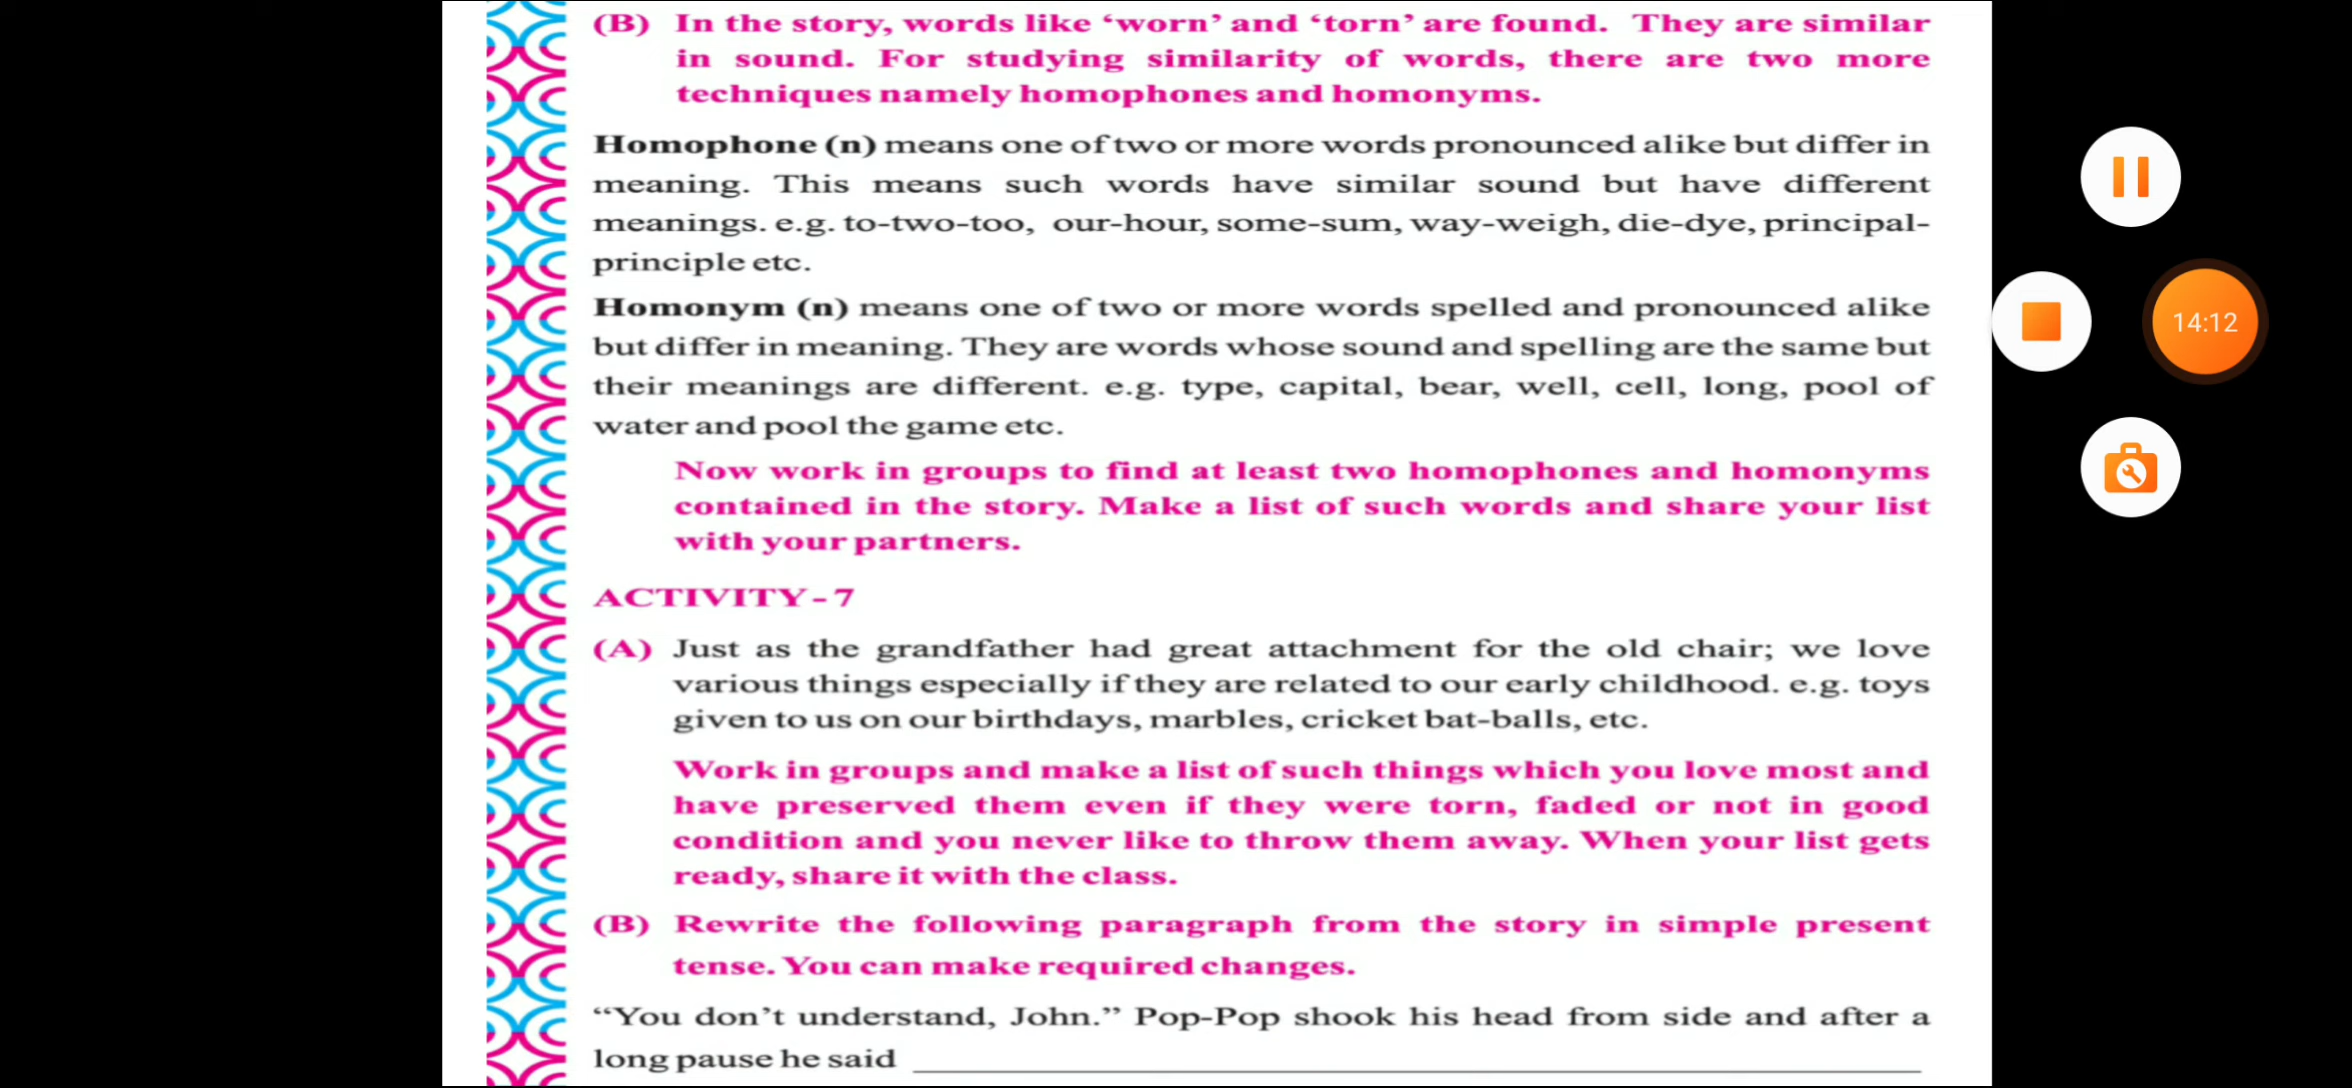 (B) In the story, words like ‘worn’ and ‘torn’ are found. They are similar
in sound. For studying similarity of words, there are two more
techniques namely homophones and homonyms.
Homophone (n) means one of two or more words pronounced alike but differ in
meaning. This means such words have similar sound but have different
meanings. e.g. to-two-too, our-hour, some-sum, way-weigh, die-dye, principal-
principle etc.
Homonym (n) means one of two or more words spelled and pronounced alike
but differ in meaning. They are words whose sound and spelling are the same but
their meanings are different. e.g. type, capital, bear, well, cell, long, pool of
water and pool the game etc.
Now work in groups to find at least two homophones and homonyms
contained in the story. Make a list of such words and share your list
with your partners.
ACTIVITY - 7
(A) Just as the grandfather had great attachment for the old chair; we love
various things especially if they are related to our early childhood. e.g. toys
given to us on our birthdays, marbles, cricket bat-balls, etc.
Work in groups and make a list of such things which you love most and
have preserved them even if they were torn, faded or not in good
condition and you never like to throw them away. When your list gets
ready, share it with the class.
(B) Rewrite the following paragraph from the story in simple present
tense. You can make required changes.
“You don’t understand, John.” Pop-Pop shook his head from side and after a
long pause he said
14:12